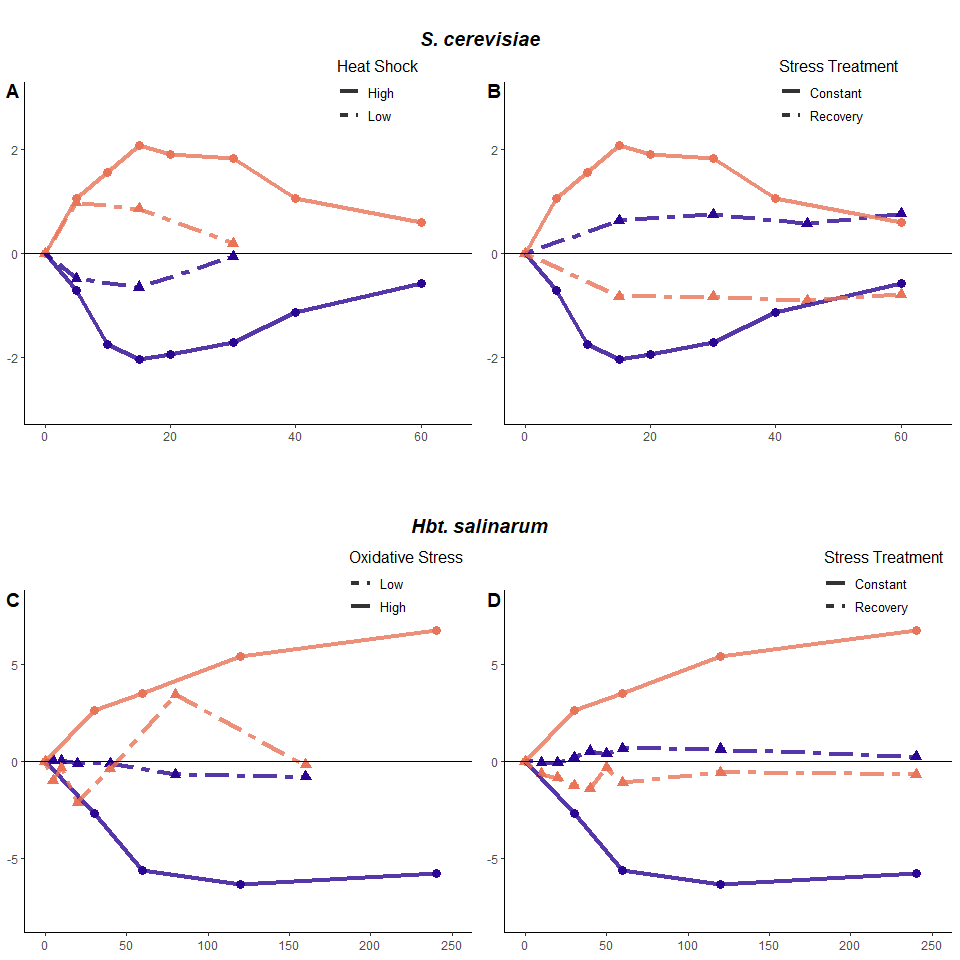 S. cerevisiae
A
Heat Shock
High
Low
2
0
-2
0 20 40 60
B
Stress Treatment
Constant
Recovery
2
0
-2
0 20 40 60
Hbt. salinarum
C
Oxidative Stress
Low
High
5
0
-5
0 50 100 150 200 250
D
Stress Treatment
Constant
Recovery
5
0
-5
0 50 100 150 200 250